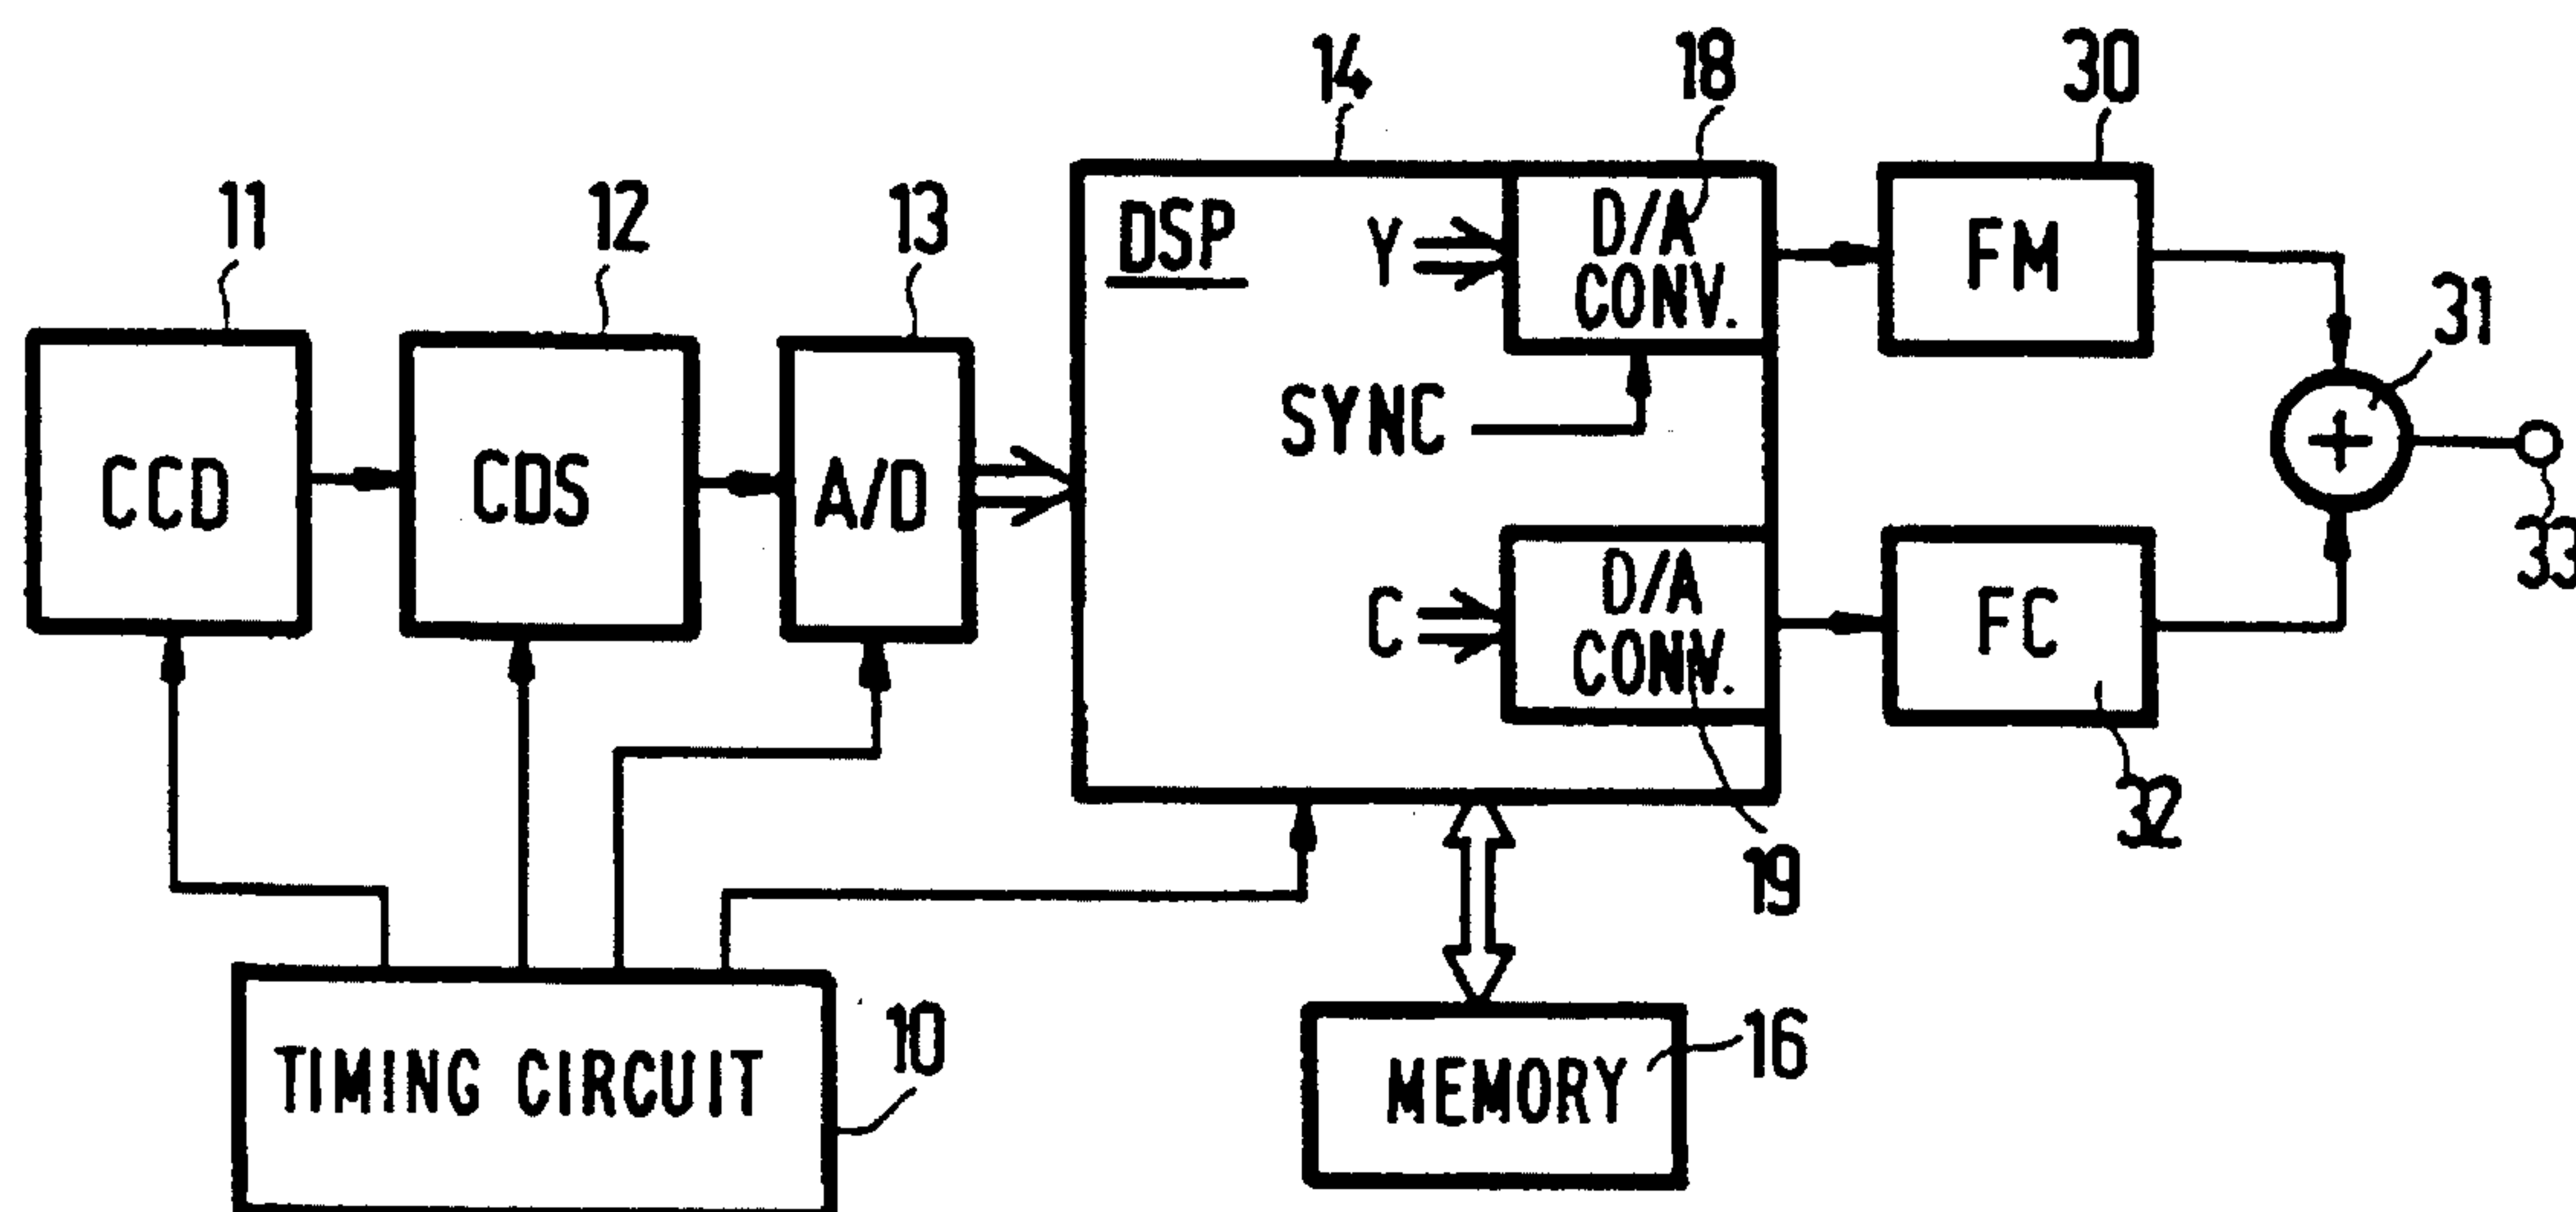 14
18
30
11
12
13
DSP
Y
D/A
CONV.
FM
31
CCD
CDS
A/D
SYNC
+
33
C
D/A
CONV.
FC
32
19
10
TIMING CIRCUIT
MEMORY
16